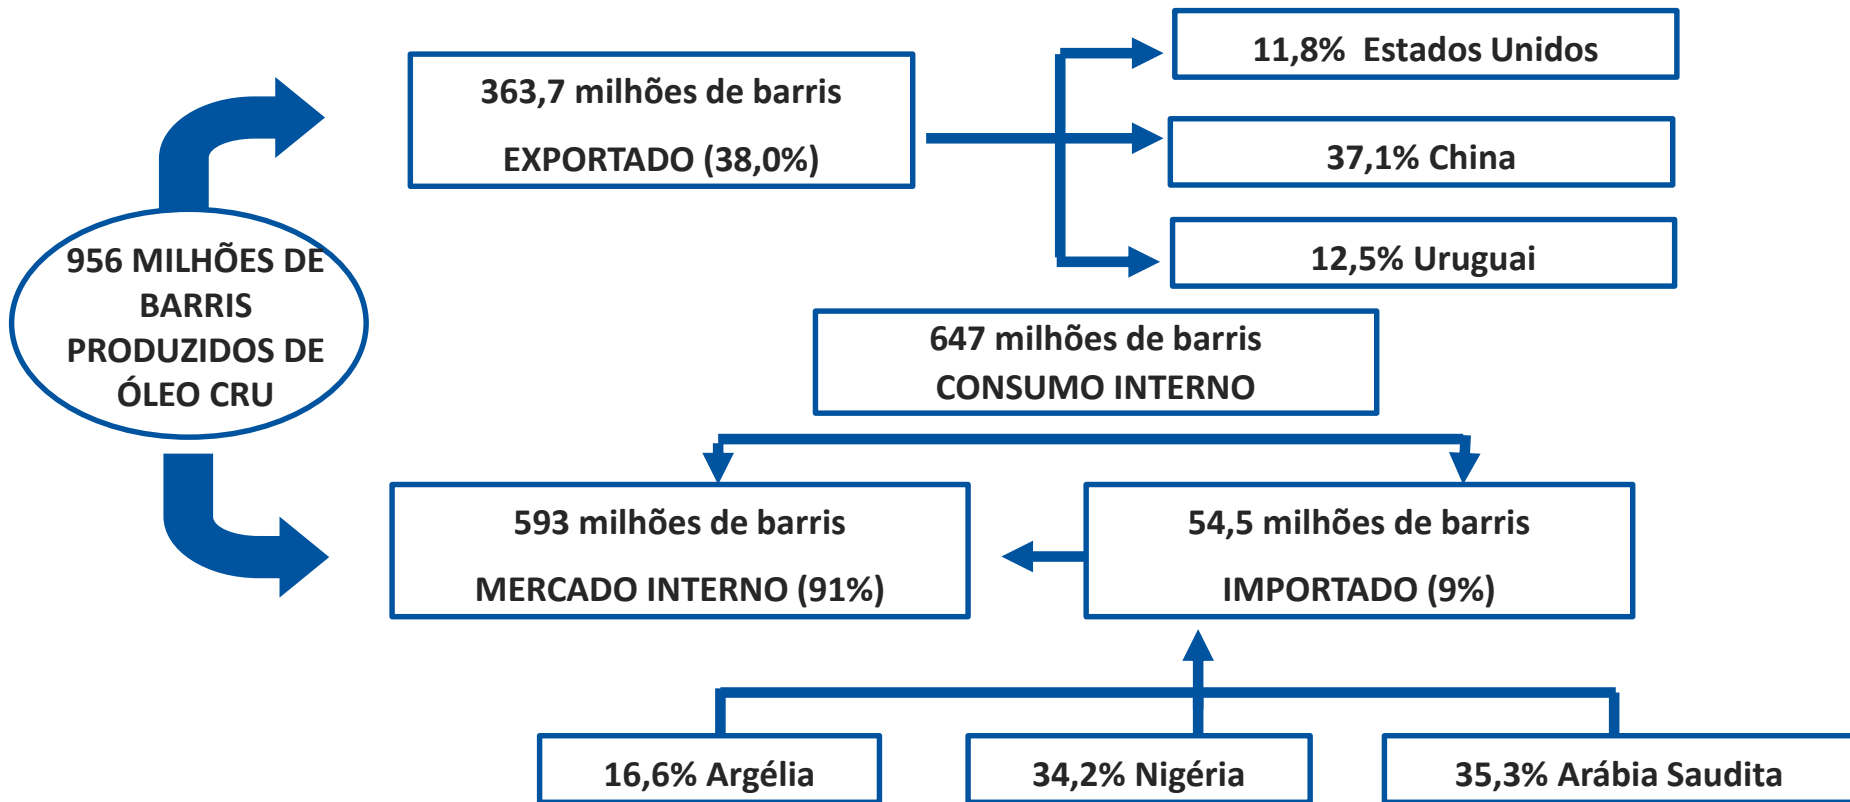 956 MILHÕES DE
BARRIS
PRODUZIDOS DE
ÓLEO CRU
363,7 milhões de barris
EXPORTADO (38,0%)
11,8%  Estados Unidos
37,1% China
12,5% Uruguai
647 milhões de barris
CONSUMO INTERNO
593 milhões de barris
MERCADO INTERNO (91%)
54,5 milhões de barris
IMPORTADO (9%)
16,6% Argélia
34,2% Nigéria
35,3% Arábia Saudita